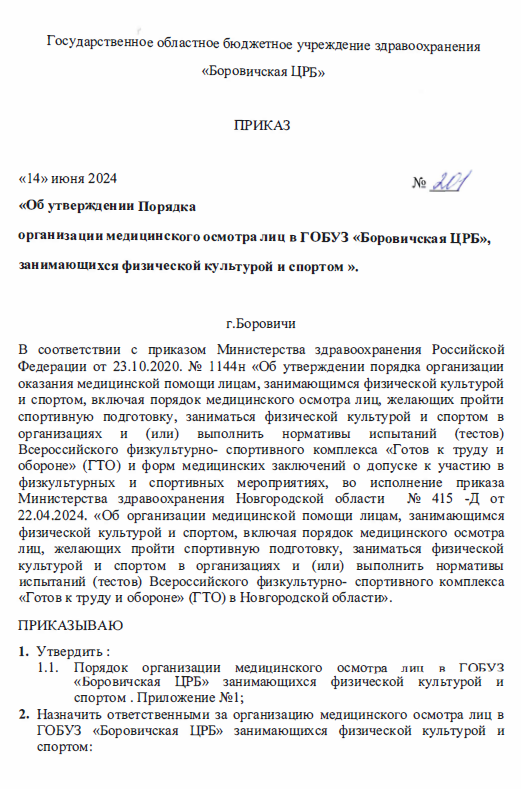 Государственное областное бюджетное учреждение здравоохранения
«Боровичская ЦРБ»
ПРИКАЗ
«14» июня 2024
№ 201
«Об утверждении Порядка
организации медицинского осмотра лиц в ГОБУЗ «Боровичская ЦРБ»,
занимающихся физической культурой и спортом ».
г.Боровичи
В соответствии с приказом Министерства здравоохранения Российской
Федерации от 23.10.2020. № 1144н «Об утверждении порядка организации
оказания медицинской помощи лицам, занимающимся физической культурой
и спортом, включая порядок медицинского осмотра лиц, желающих пройти
спортивную подготовку, заниматься физической культурой и спортом в
организациях и (или) выполнить нормативы испытаний (тестов)
Всероссийского физкультурно- спортивного комплекса «Готов к труду и
обороне» (ГТО) и форм медицинских заключений о допуске к участию в
физкультурных и спортивных мероприятиях, во исполнение приказа
Министерства здравоохранения Новгородской области № 415 -Д от
22.04.2024. «Об организации медицинской помощи лицам, занимающимся
физической культурой и спортом, включая порядок медицинского осмотра
лиц, желающих пройти спортивную подготовку, заниматься физической
культурой и спортом в организациях и (или) выполнить нормативы
испытаний (тестов) Всероссийского физкультурно- спортивного комплекса
«Готов к труду и обороне» (ГТО) в Новгородской области».
ПРИКАЗЫВАЮ
1. Утвердить :
1.1. Порядок организации медицинского осмотра лиц в ГОБУЗ
«Боровичская ЦРБ» занимающихся физической культурой и
спортом . Приложение №1;
2. Назначить ответственными за организацию медицинского осмотра лиц в
ГОБУЗ «Боровичская ЦРБ» занимающихся физической культурой и
спортом: